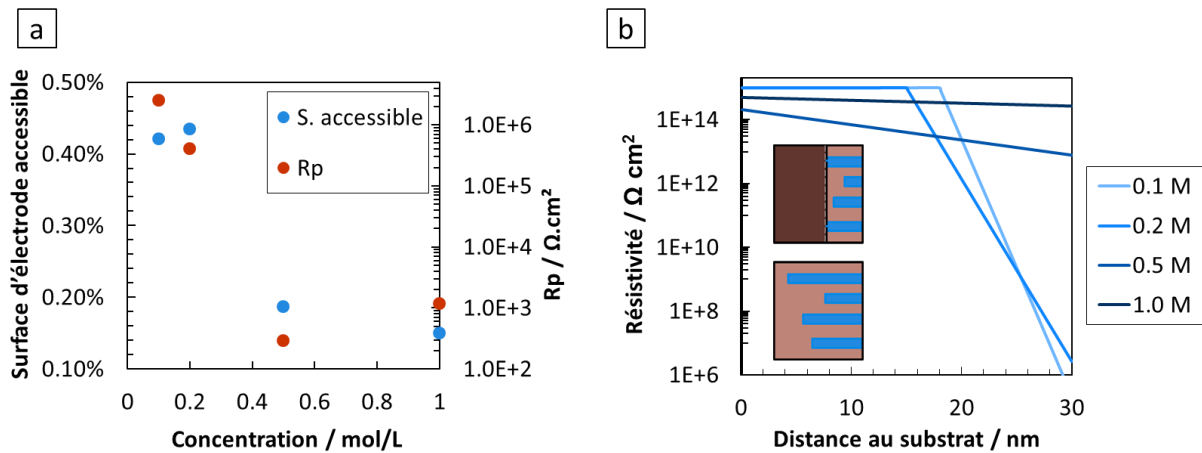 a
Surface d'électrode accessible
0.50%
0.40%
0.30%
0.20%
0.10%
0
0.2
0.4
0.6
0.8
1
Concentration / mol/L
S. accessible
Rp
1.0E+6
1.0E+5
1.0E+4
1.0E+3
1.0E+2
Rp / Ω.cm²
b
Résistivité / Ω cm²
1E+14
1E+12
1E+10
1E+8
1E+6
0
10
20
30
Distance au substrat / nm
0.1 M
0.2 M
0.5 M
1.0 M